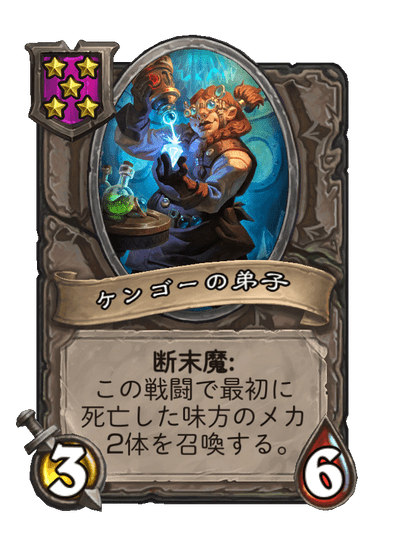 ケンゴーの弟子
断末魔:
この戦闘で最初に
死亡した味方のメカ
2体を召喚する。
3
6